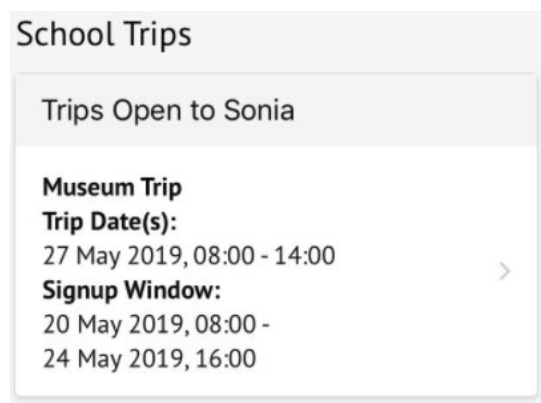 School Trips
Trips Open to Sonia
Museum Trip
Trip Date(s):
27 May 2019, 08:00 - 14:00
Signup Window:
20 May 2019, 08:00 -
24 May 2019, 16:00